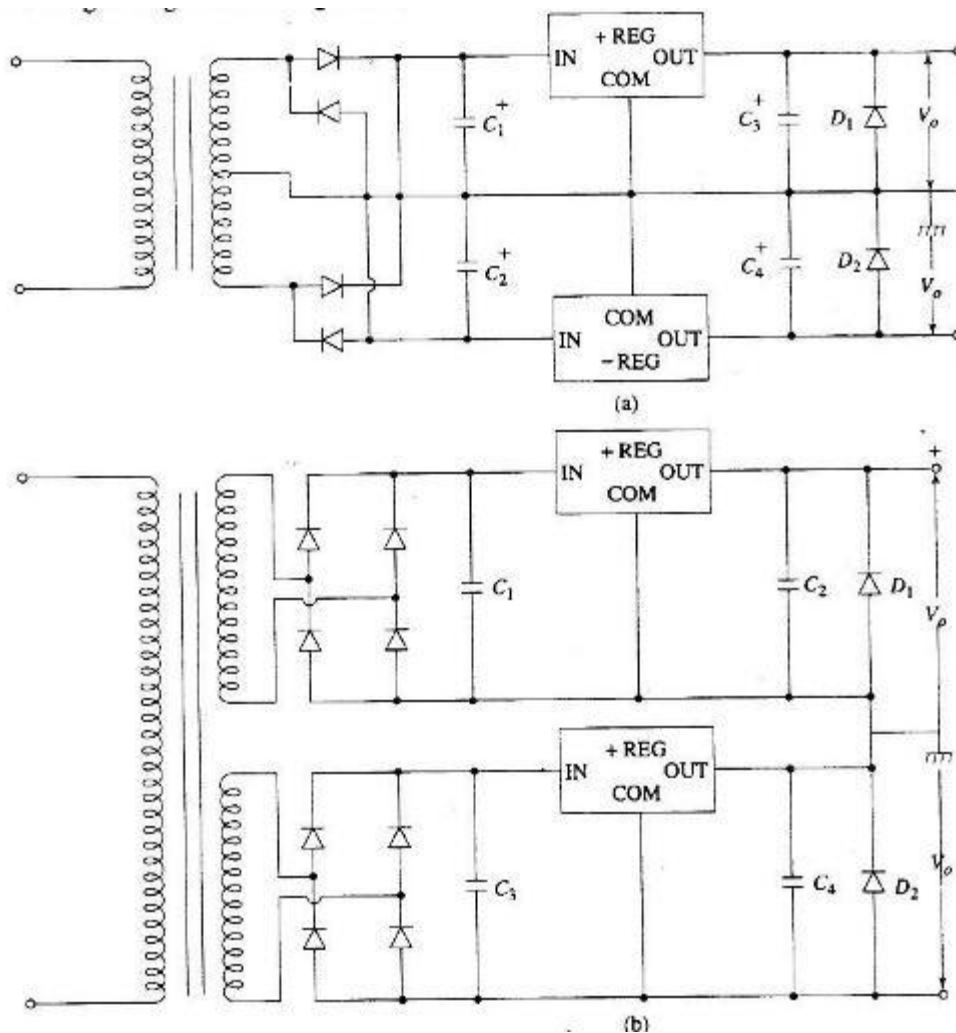 + REG
IN OUT
COM
C1 +
C3 +
D1
Vo
C2 +
C4 +
D2
Vo
COM
IN OUT
− REG
(a)
+ REG
IN OUT
COM
+
C1
C2
D1
Vo
+ REG
IN OUT
COM
C3
C4
D2
Vo
(b)